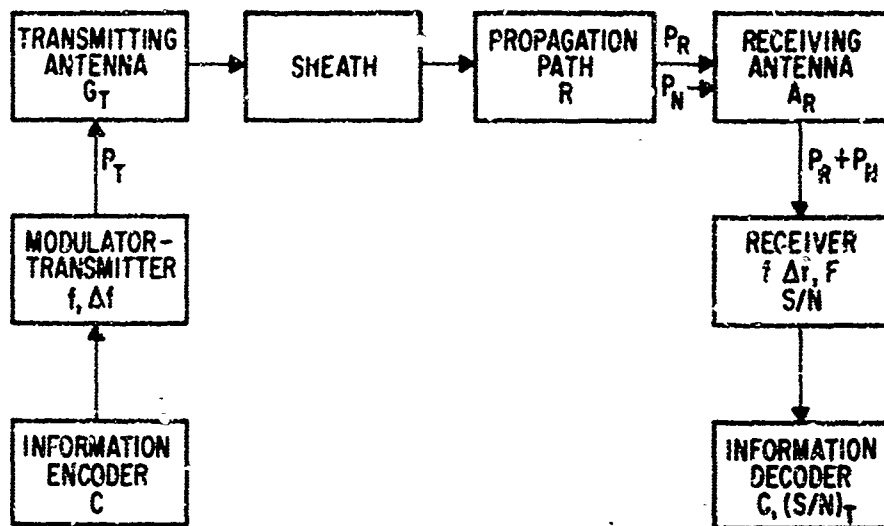 TRANSMITTING
ANTENNA
G_T
SHEATH
PROPAGATION
PATH
R
P_R
P_N
RECEIVING
ANTENNA
A_R
P_T
P_R + P_N
MODULATOR-
TRANSMITTER
f, Δf
RECEIVER
f Δf, F
S/N
INFORMATION
ENCODER
C
INFORMATION
DECODER
C, (S/N)_T